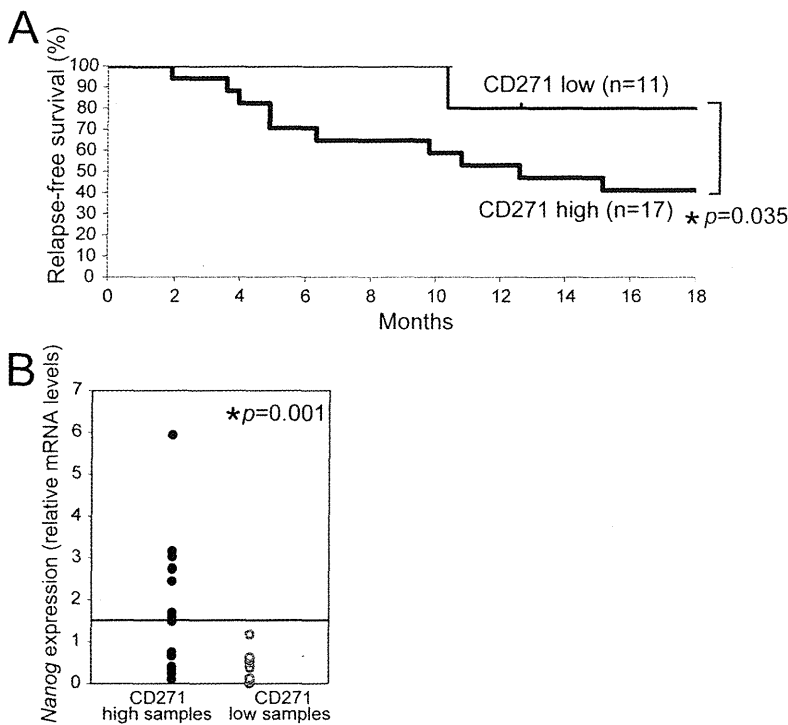 A
Relapse-free survival (%)
100
90
80
70
60
50
40
30
20
10
0
CD271 low (n=11)
CD271 high (n=17)
* p=0.035
0 2 4 6 8 10 12 14 16 18
Months
B
Nanog expression (relative mRNA levels)
7
6
5
4
3
2
1
0
*p=0.001
CD271 high samples
CD271 low samples